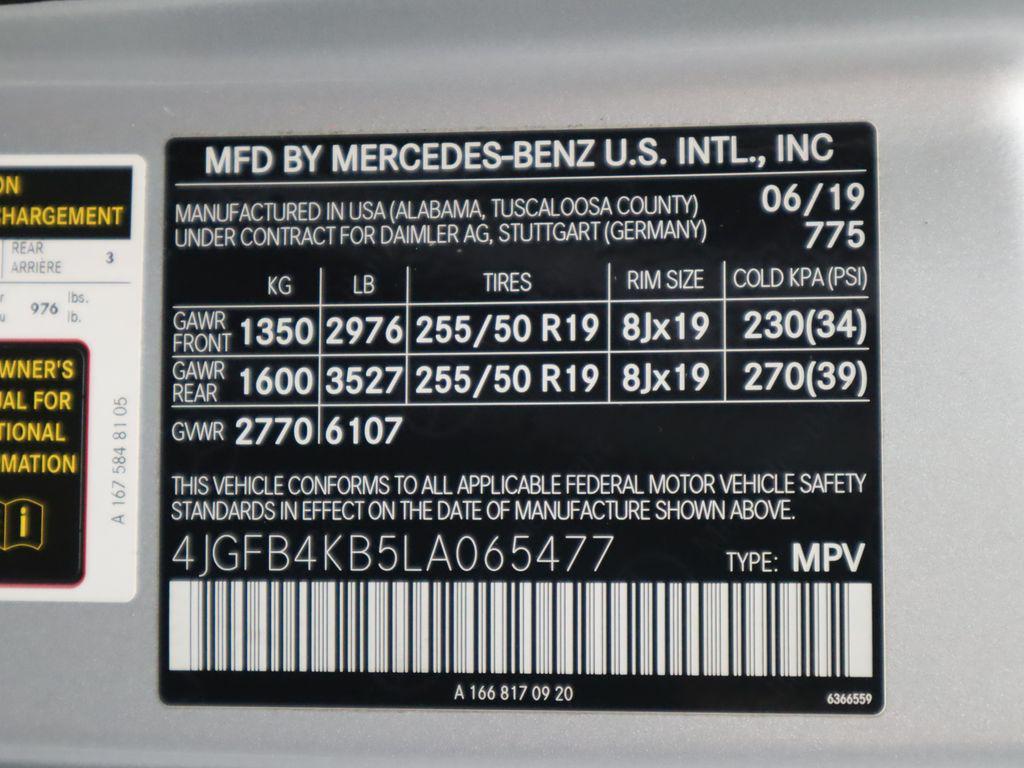 ON
CHARGEMENT
REAR
ARRIÈRE
3
976 lbs.
lb.
WNER'S
FOR
A 167 584 81 05
MFD BY MERCEDES-BENZ U.S. INTL., INC
MANUFACTURED IN USA (ALABAMA, TUSCALOOSA COUNTY) 06/19
UNDER CONTRACT FOR DAIMLER AG, STUTTGART (GERMANY) 775
KG LB TIRES RIM SIZE COLD KPA (PSI)
GAWR FRONT 1350 2976 255/50 R19 8Jx19 230(34)
GAWR REAR 1600 3527 255/50 R19 8Jx19 270(39)
GVWR 2770 6107
THIS VEHICLE CONFORMS TO ALL APPLICABLE FEDERAL MOTOR VEHICLE SAFETY
STANDARDS IN EFFECT ON THE DATE OF MANUFACTURE SHOWN ABOVE.
4JGFB4KB5LA065477 TYPE: MPV
A 166 817 09 20 6366559